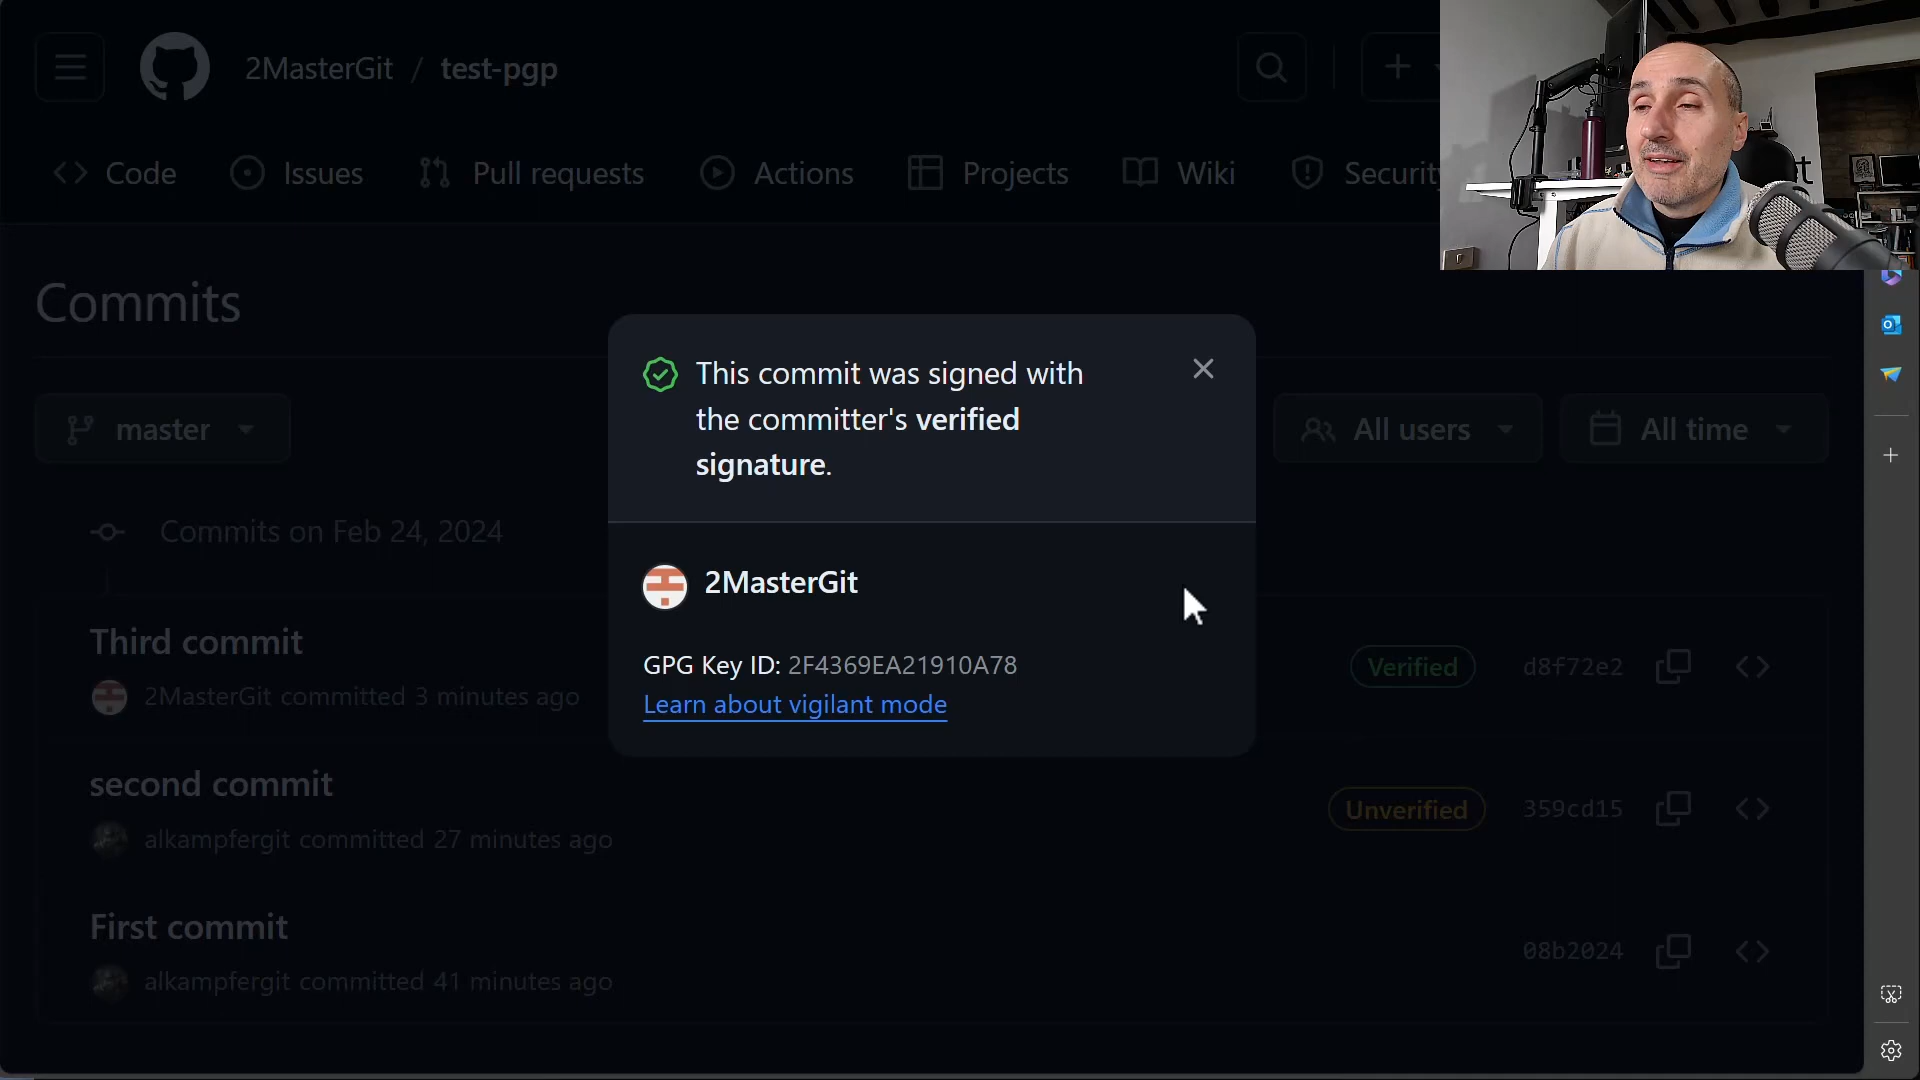 2MasterGit / test-pgp
Code Issues Pull requests Actions Projects Wiki Security
Commits
master All users All time
Commits on Feb 24, 2024
This commit was signed with
the committer's verified
signature.
2MasterGit
GPG Key ID: 2F4369EA21910A78
Learn about vigilant mode
Third commit
2MasterGit committed 3 minutes ago
Verified d8f72e2
second commit
alkampfergit committed 27 minutes ago
Unverified 359cd15
First commit
alkampfergit committed 41 minutes ago
08b2024